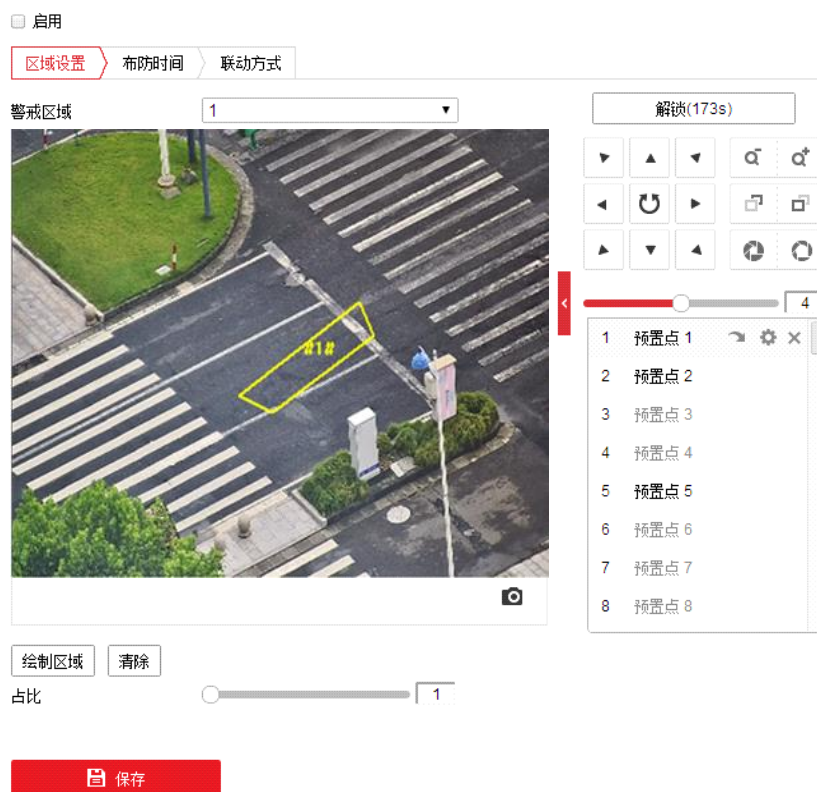 启用
区域设置 布防时间 联动方式
警戒区域 1 解锁(173s)
#1#
4
1 预置点 1
2 预置点 2
3 预置点 3
4 预置点 4
5 预置点 5
6 预置点 6
7 预置点 7
8 预置点 8
绘制区域 清除
占比 1
保存